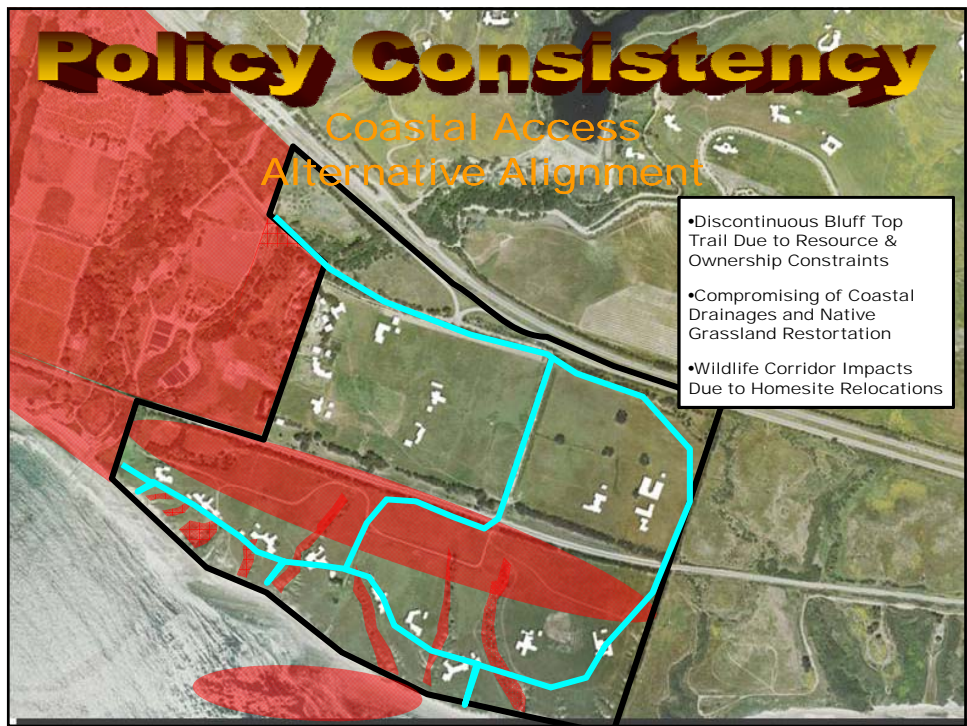 Policy Consistency
Coastal Access
Alternative Alignment
•Discontinuous Bluff Top
Trail Due to Resource &
Ownership Constraints
•Compromising of Coastal
Drainages and Native
Grassland Restortation
•Wildlife Corridor Impacts
Due to Homesite Relocations